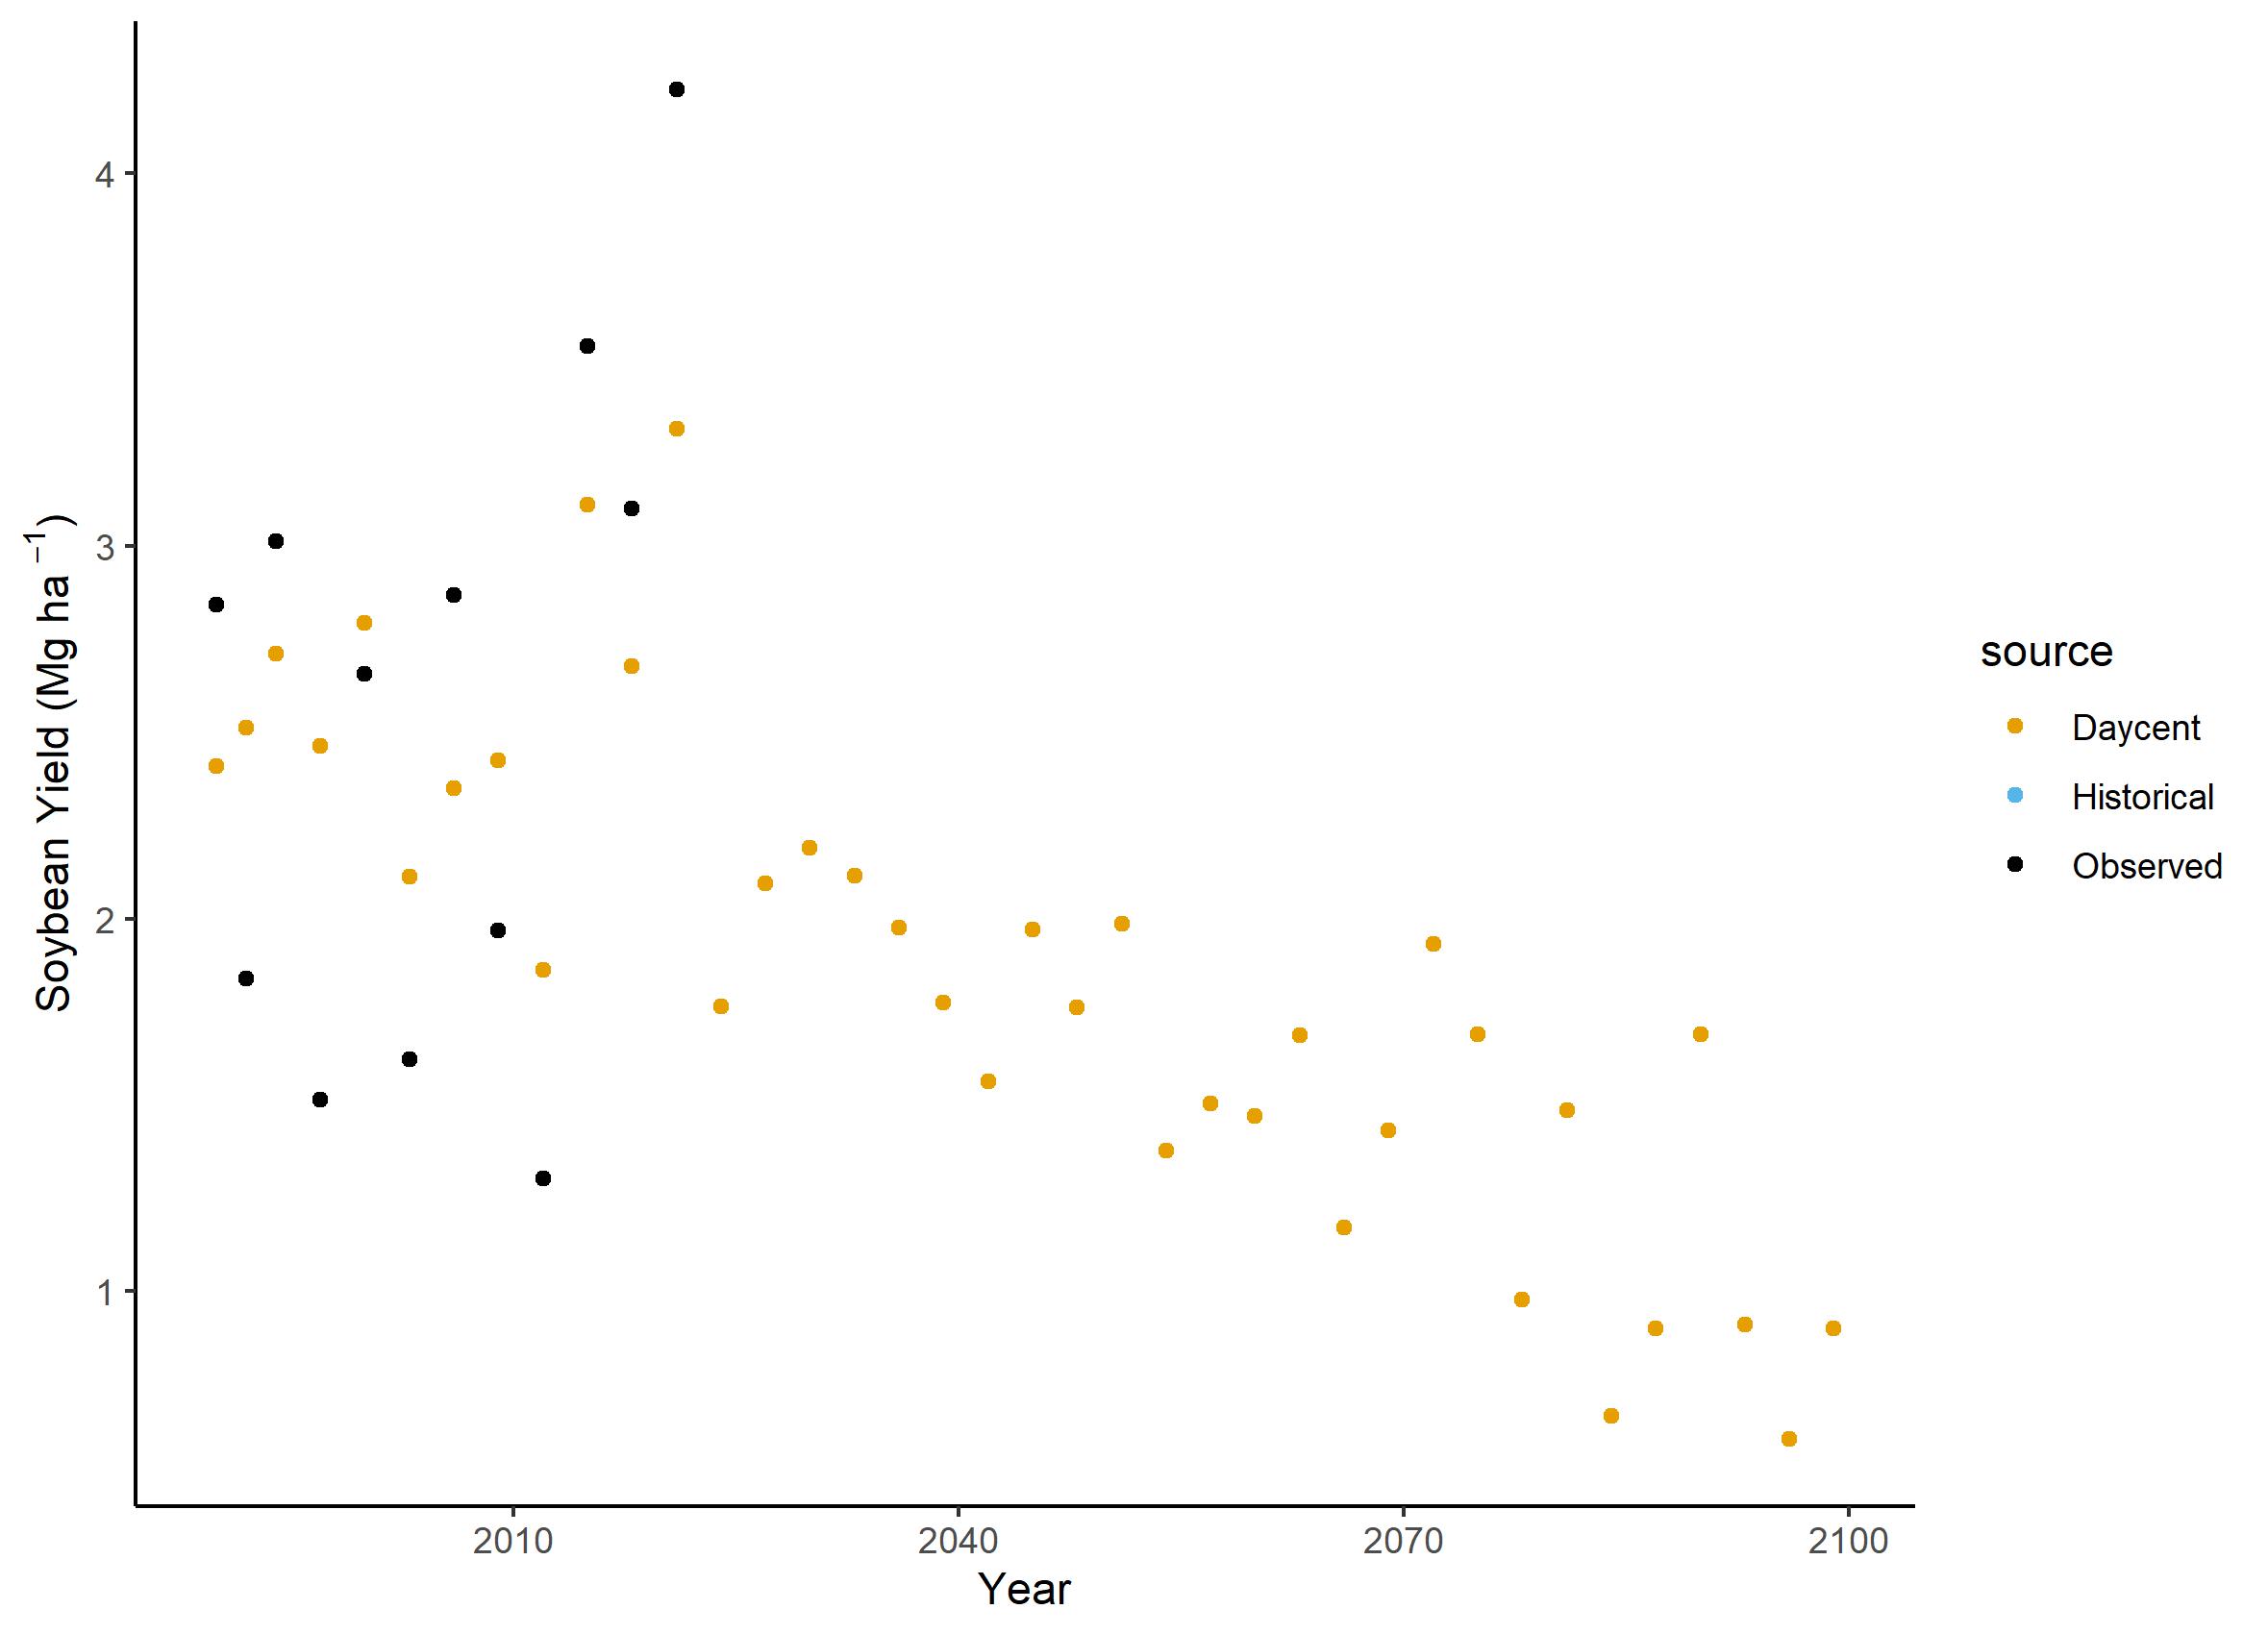 4
3
2
1
Soybean Yield (Mg ha ⁻¹)
2010 2040 2070 2100
Year
source
Daycent
Historical
Observed